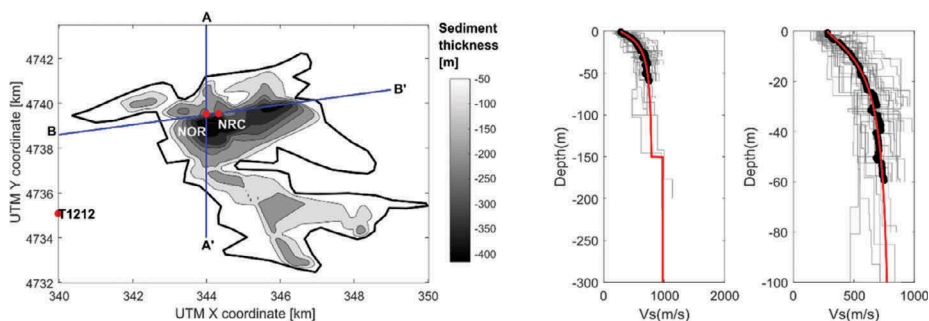 A
Sediment
thickness
[m]
4742
4740
4738
4736
4734
4732
B
B'
NOR
NRC
T1212
A'
-50
-100
-150
-200
-250
-300
-350
-400
340
342
344
346
348
350
UTM X coordinate [km]
UTM Y coordinate [km]
0
-50
-100
-150
-200
-250
-300
Depth(m)
0
1000
2000
Vs(m/s)
0
-20
-40
-60
-80
-100
Depth(m)
0
500
1000
Vs(m/s)